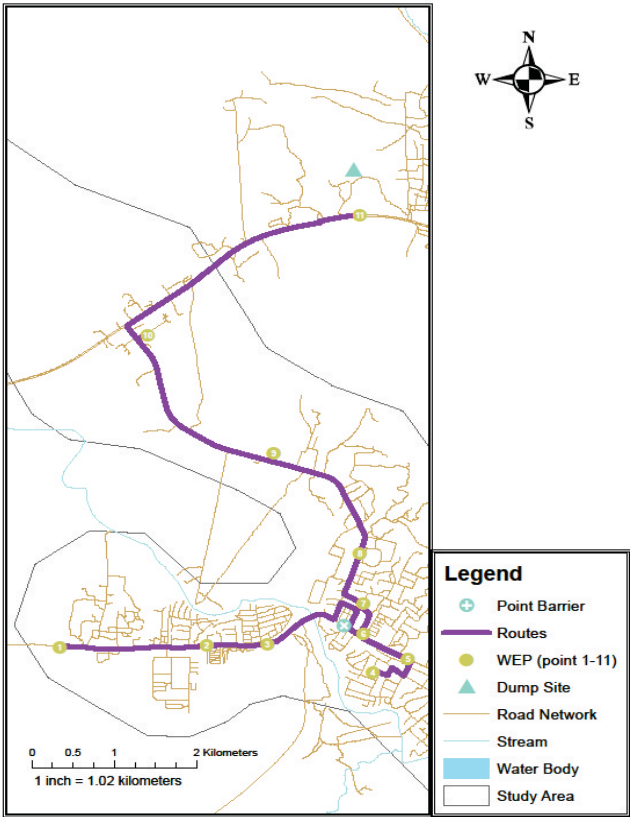 N
W E
S
11
10
9
8
7
6
5
4
1 2 3
0 0.5 1 2 Kilometers
1 inch = 1.02 kilometers
Legend
Point Barrier
Routes
WEP (point 1-11)
Dump Site
Road Network
Stream
Water Body
Study Area